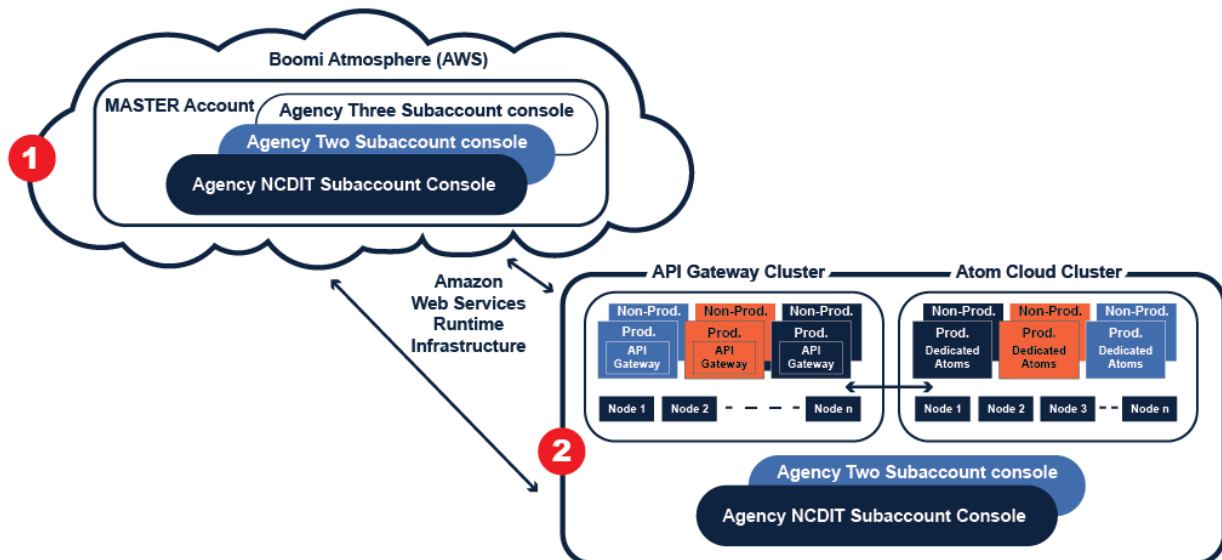 Boomi Atmosphere (AWS)
MASTER Account
Agency Three Subaccount console
Agency Two Subaccount console
Agency NCDIT Subaccount Console
1
Amazon
Web Services
Runtime
Infrastructure
2
API Gateway Cluster
Non-Prod.
Non-Prod.
Non-Prod.
Prod.
Prod.
Prod.
API
Gateway
API
Gateway
API
Gateway
Node 1
Node 2
Node n
Atom Cloud Cluster
Non-Prod.
Non-Prod.
Non-Prod.
Prod.
Prod.
Prod.
Dedicated
Atoms
Dedicated
Atoms
Dedicated
Atoms
Node 1
Node 2
Node 3
Node n
Agency Two Subaccount console
Agency NCDIT Subaccount Console